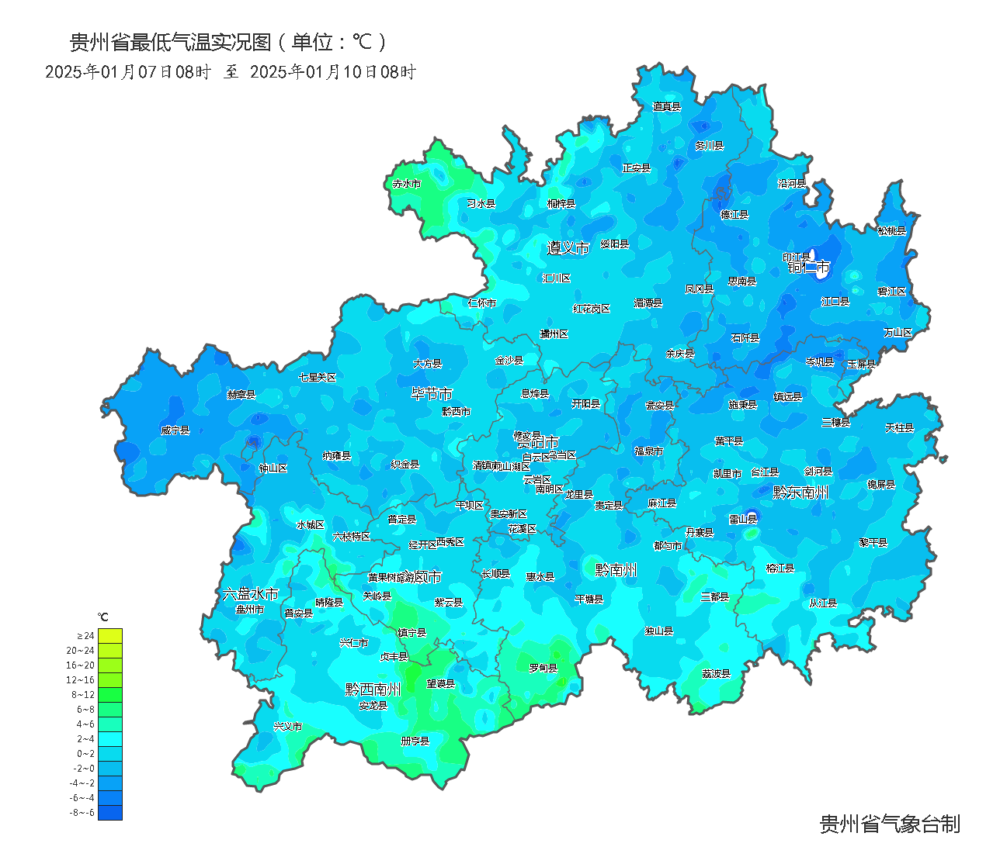 贵州省最低气温实况图（单位：℃）
2025年01月07日08时 至 2025年01月10日08时
道真县
务川县
正安县
赤水市
沿河县
习水县
桐梓县
德江县
松桃县
绥阳县
遵义市
印江县
铜仁市
汇川区
思南县
凤冈县
碧江区
仁怀市
湄潭县
江口县
红花岗区
播州区
万山区
石阡县
余庆县
金沙县
大方县
岑巩县
玉屏县
七星关区
毕节市
息烽县
赫章县
镇远县
开阳县
瓮安县
施秉县
黔西市
三穗县
天柱县
威宁县
修文县
贵阳市
黄平县
福泉市
纳雍县
白云区
乌当区
织金县
清镇市
观山湖区
钟山区
凯里市
台江县
剑河县
云岩区
锦屏县
南明区
黔东南州
龙里县
平坝区
贵定县
麻江县
贵安新区
普定县
雷山县
水城区
花溪区
丹寨县
六枝特区
经开区
西秀区
都匀市
黎平县
榕江县
黔南州
长顺县
惠水县
黄果树旅游区
安顺市
六盘水市
关岭县
三都县
平塘县
晴隆县
紫云县
从江县
盘州市
普安县
独山县
镇宁县
兴仁市
贞丰县
罗甸县
荔波县
望谟县
黔西南州
安龙县
兴义市
册亨县
℃
≥24
20~24
16~20
12~16
8~12
6~8
4~6
2~4
0~2
-2~0
-4~-2
-6~-4
-8~-6
贵州省气象台制